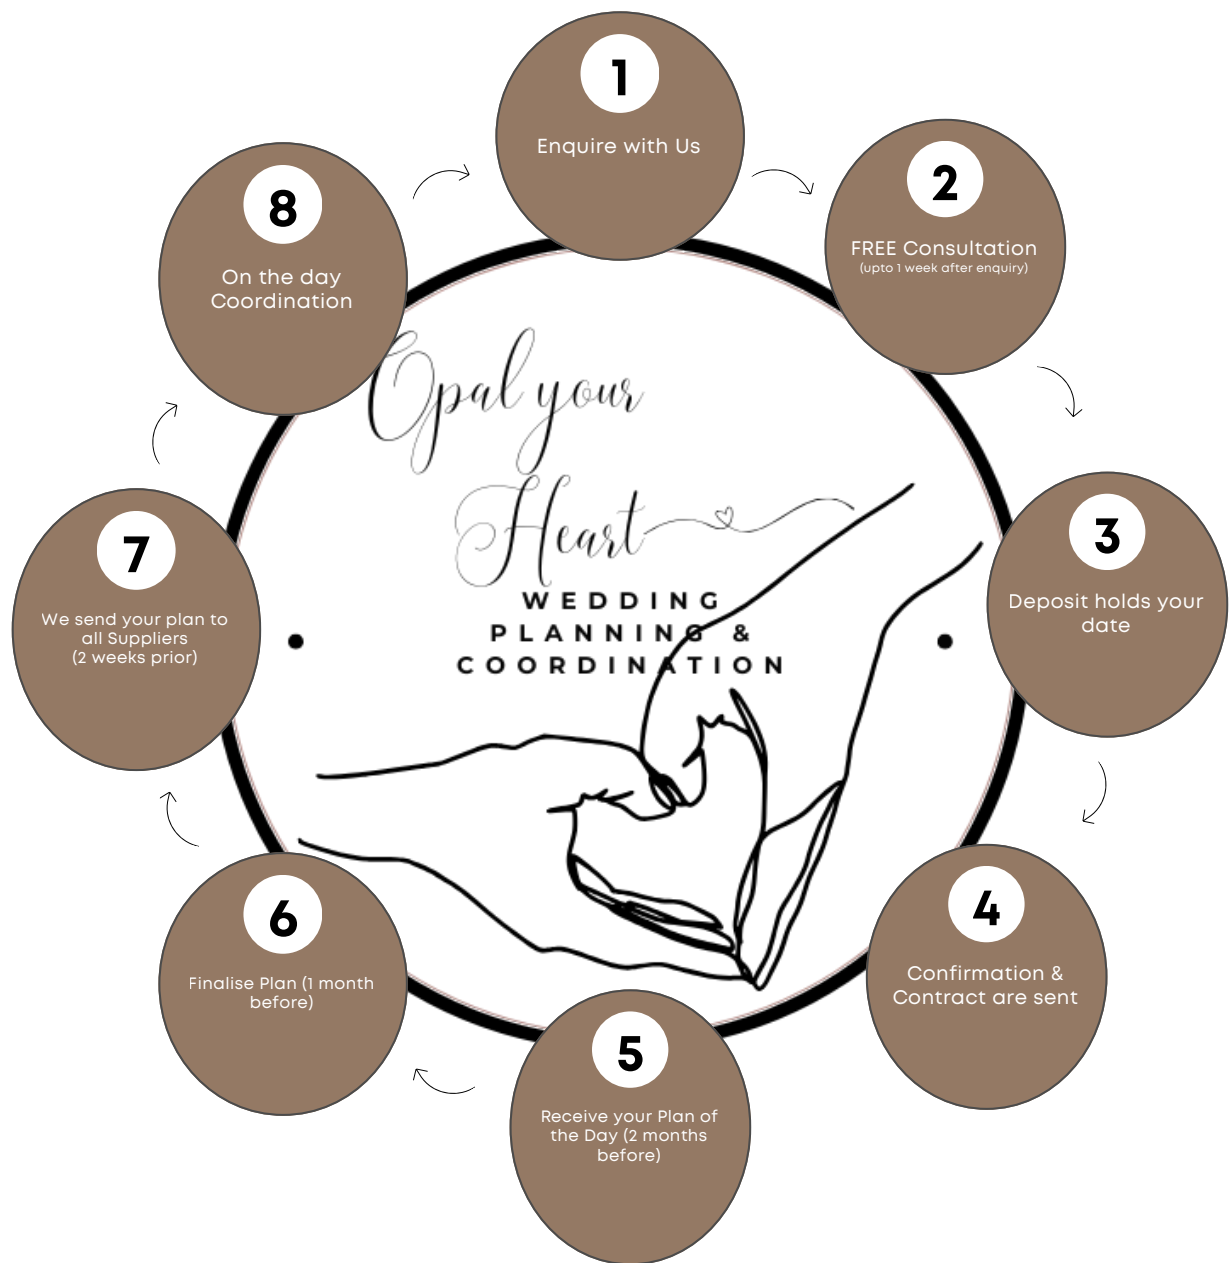 1
Enquire with Us
2
FREE Consultation
(upto 1 week after enquiry)
3
Deposit holds your
date
4
Confirmation &
Contract are sent
5
Receive your Plan of
the Day (2 months
before)
6
Finalise Plan (1 month
before)
7
We send your plan to
all Suppliers
(2 weeks prior)
8
On the day
Coordination
Opal your
Heart
WEDDING
PLANNING &
COORDINATION